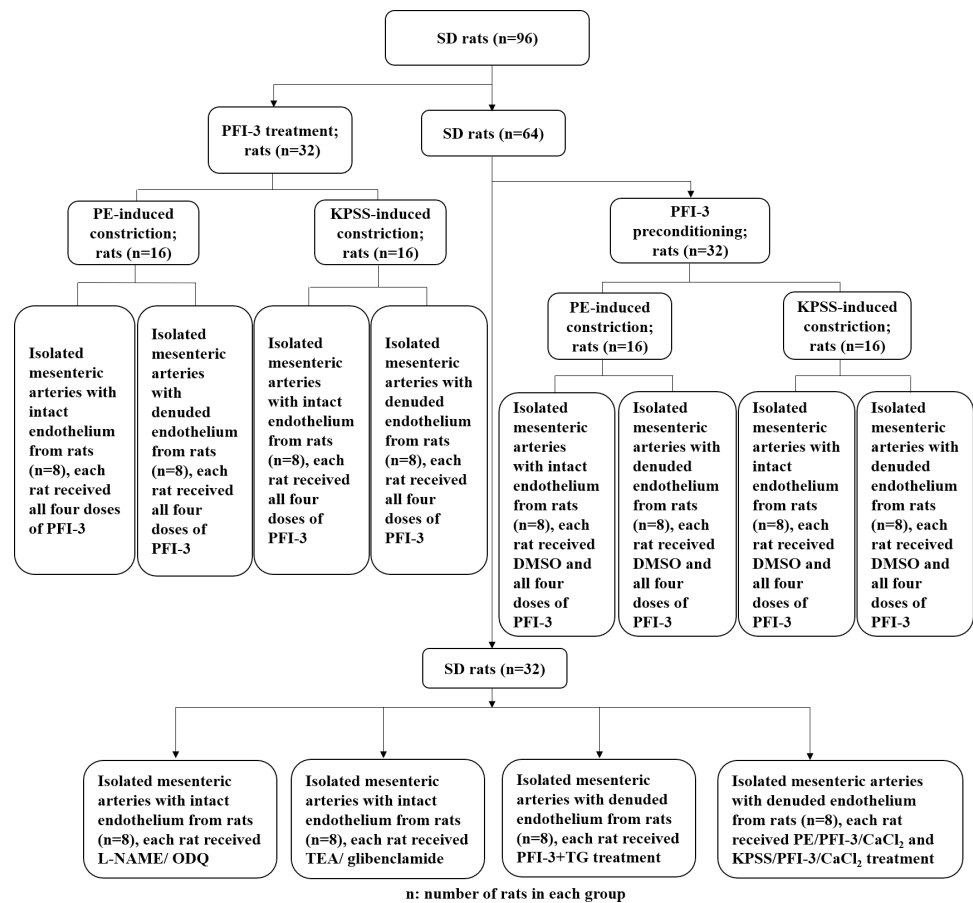 SD rats (n=96)
PFI-3 treatment;
rats (n=32)
SD rats (n=64)
PE-induced
constriction;
rats (n=16)
KPSS-induced
constriction;
rats (n=16)
PFI-3
preconditioning;
rats (n=32)
Isolated
mesenteric
arteries with
intact
endothelium
from rats
(n=8), each
rat received
all four doses
of PFI-3
Isolated
mesenteric
arteries
with
denuded
endothelium
from rats
(n=8), each
rat received
all four
doses of
PFI-3
Isolated
mesenteric
arteries
with intact
endothelium
from rats
(n=8), each
rat received
all four
doses of
PFI-3
Isolated
mesenteric
arteries with
denuded
endothelium
from rats
(n=8), each
rat received
all four
doses of
PFI-3
PE-induced
constriction;
rats (n=16)
KPSS-induced
constriction;
rats (n=16)
Isolated
mesenteric
arteries
with intact
endothelium
from rats
(n=8), each
rat received
DMSO and
all four
doses of
PFI-3
Isolated
mesenteric
arteries with
denuded
endothelium
from rats
(n=8), each
rat received
DMSO and
all four
doses of
PFI-3
Isolated
mesenteric
arteries with
intact
endothelium
from rats
(n=8), each
rat received
DMSO and
all four
doses of
PFI-3
Isolated
mesenteric
arteries with
denuded
endothelium
from rats
(n=8), each
rat received
DMSO and
all four
doses of
PFI-3
SD rats (n=32)
Isolated mesenteric
arteries with intact
endothelium from rats
(n=8), each rat received
L-NAME/ ODQ
Isolated mesenteric
arteries with intact
endothelium from rats
(n=8), each rat received
TEA/ glibenclamide
Isolated mesenteric
arteries with denuded
endothelium from rats
(n=8), each rat received
PFI-3+TG treatment
Isolated mesenteric arteries
with denuded endothelium
from rats (n=8), each rat
received PE/PFI-3/CaCl₂ and
KPSS/PFI-3/CaCl₂ treatment
n: number of rats in each group